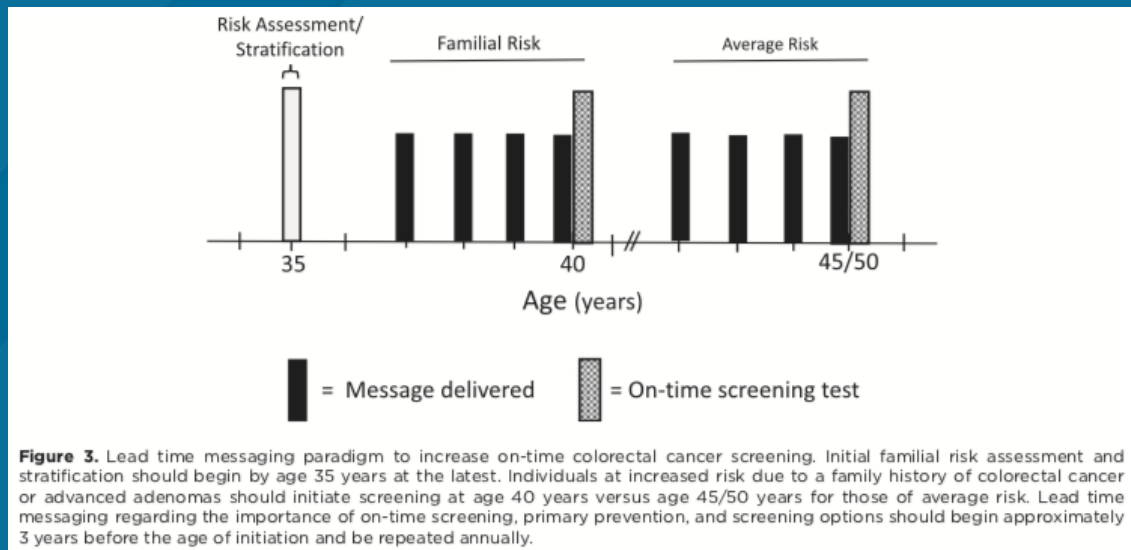 Risk Assessment/
Stratification
Familial Risk
Average Risk
35
40
45/50
Age (years)
= Message delivered
= On-time screening test
Figure 3. Lead time messaging paradigm to increase on-time colorectal cancer screening. Initial familial risk assessment and
stratification should begin by age 35 years at the latest. Individuals at increased risk due to a family history of colorectal cancer
or advanced adenomas should initiate screening at age 40 years versus age 45/50 years for those of average risk. Lead time
messaging regarding the importance of on-time screening, primary prevention, and screening options should begin approximately
3 years before the age of initiation and be repeated annually.